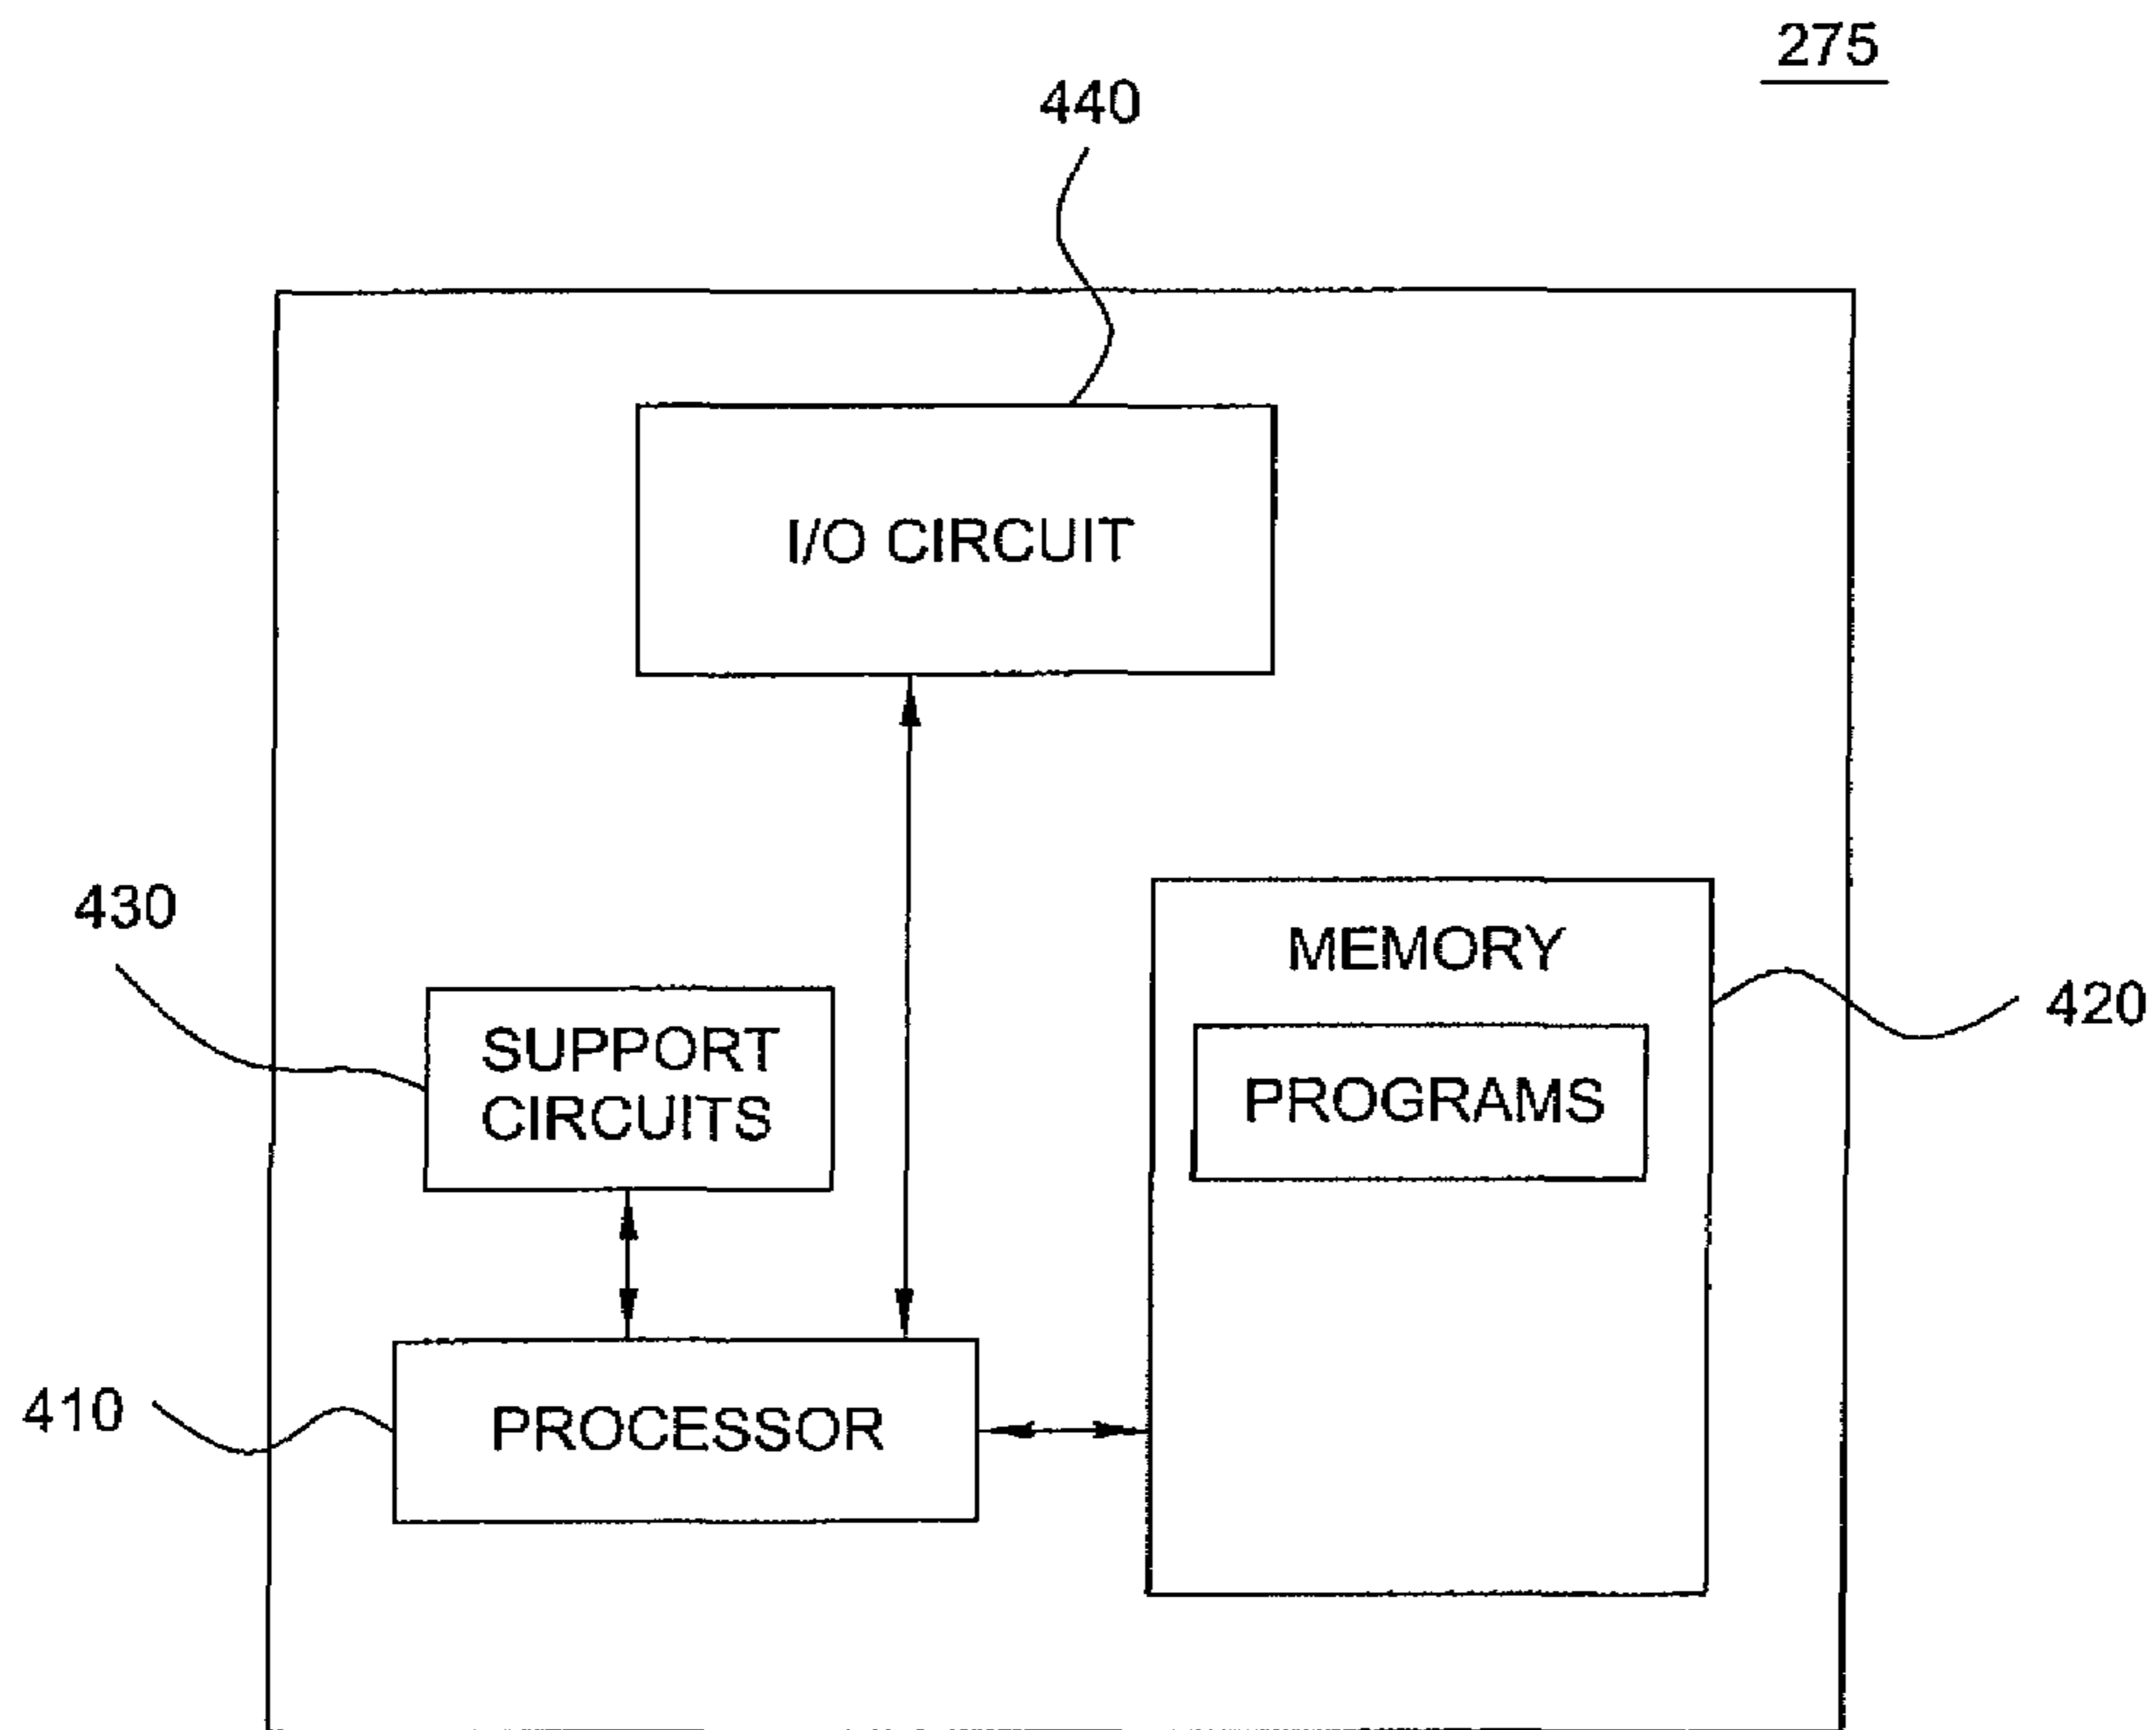 275
440
I/O CIRCUIT
430
MEMORY
420
SUPPORT
CIRCUITS
PROGRAMS
410
PROCESSOR